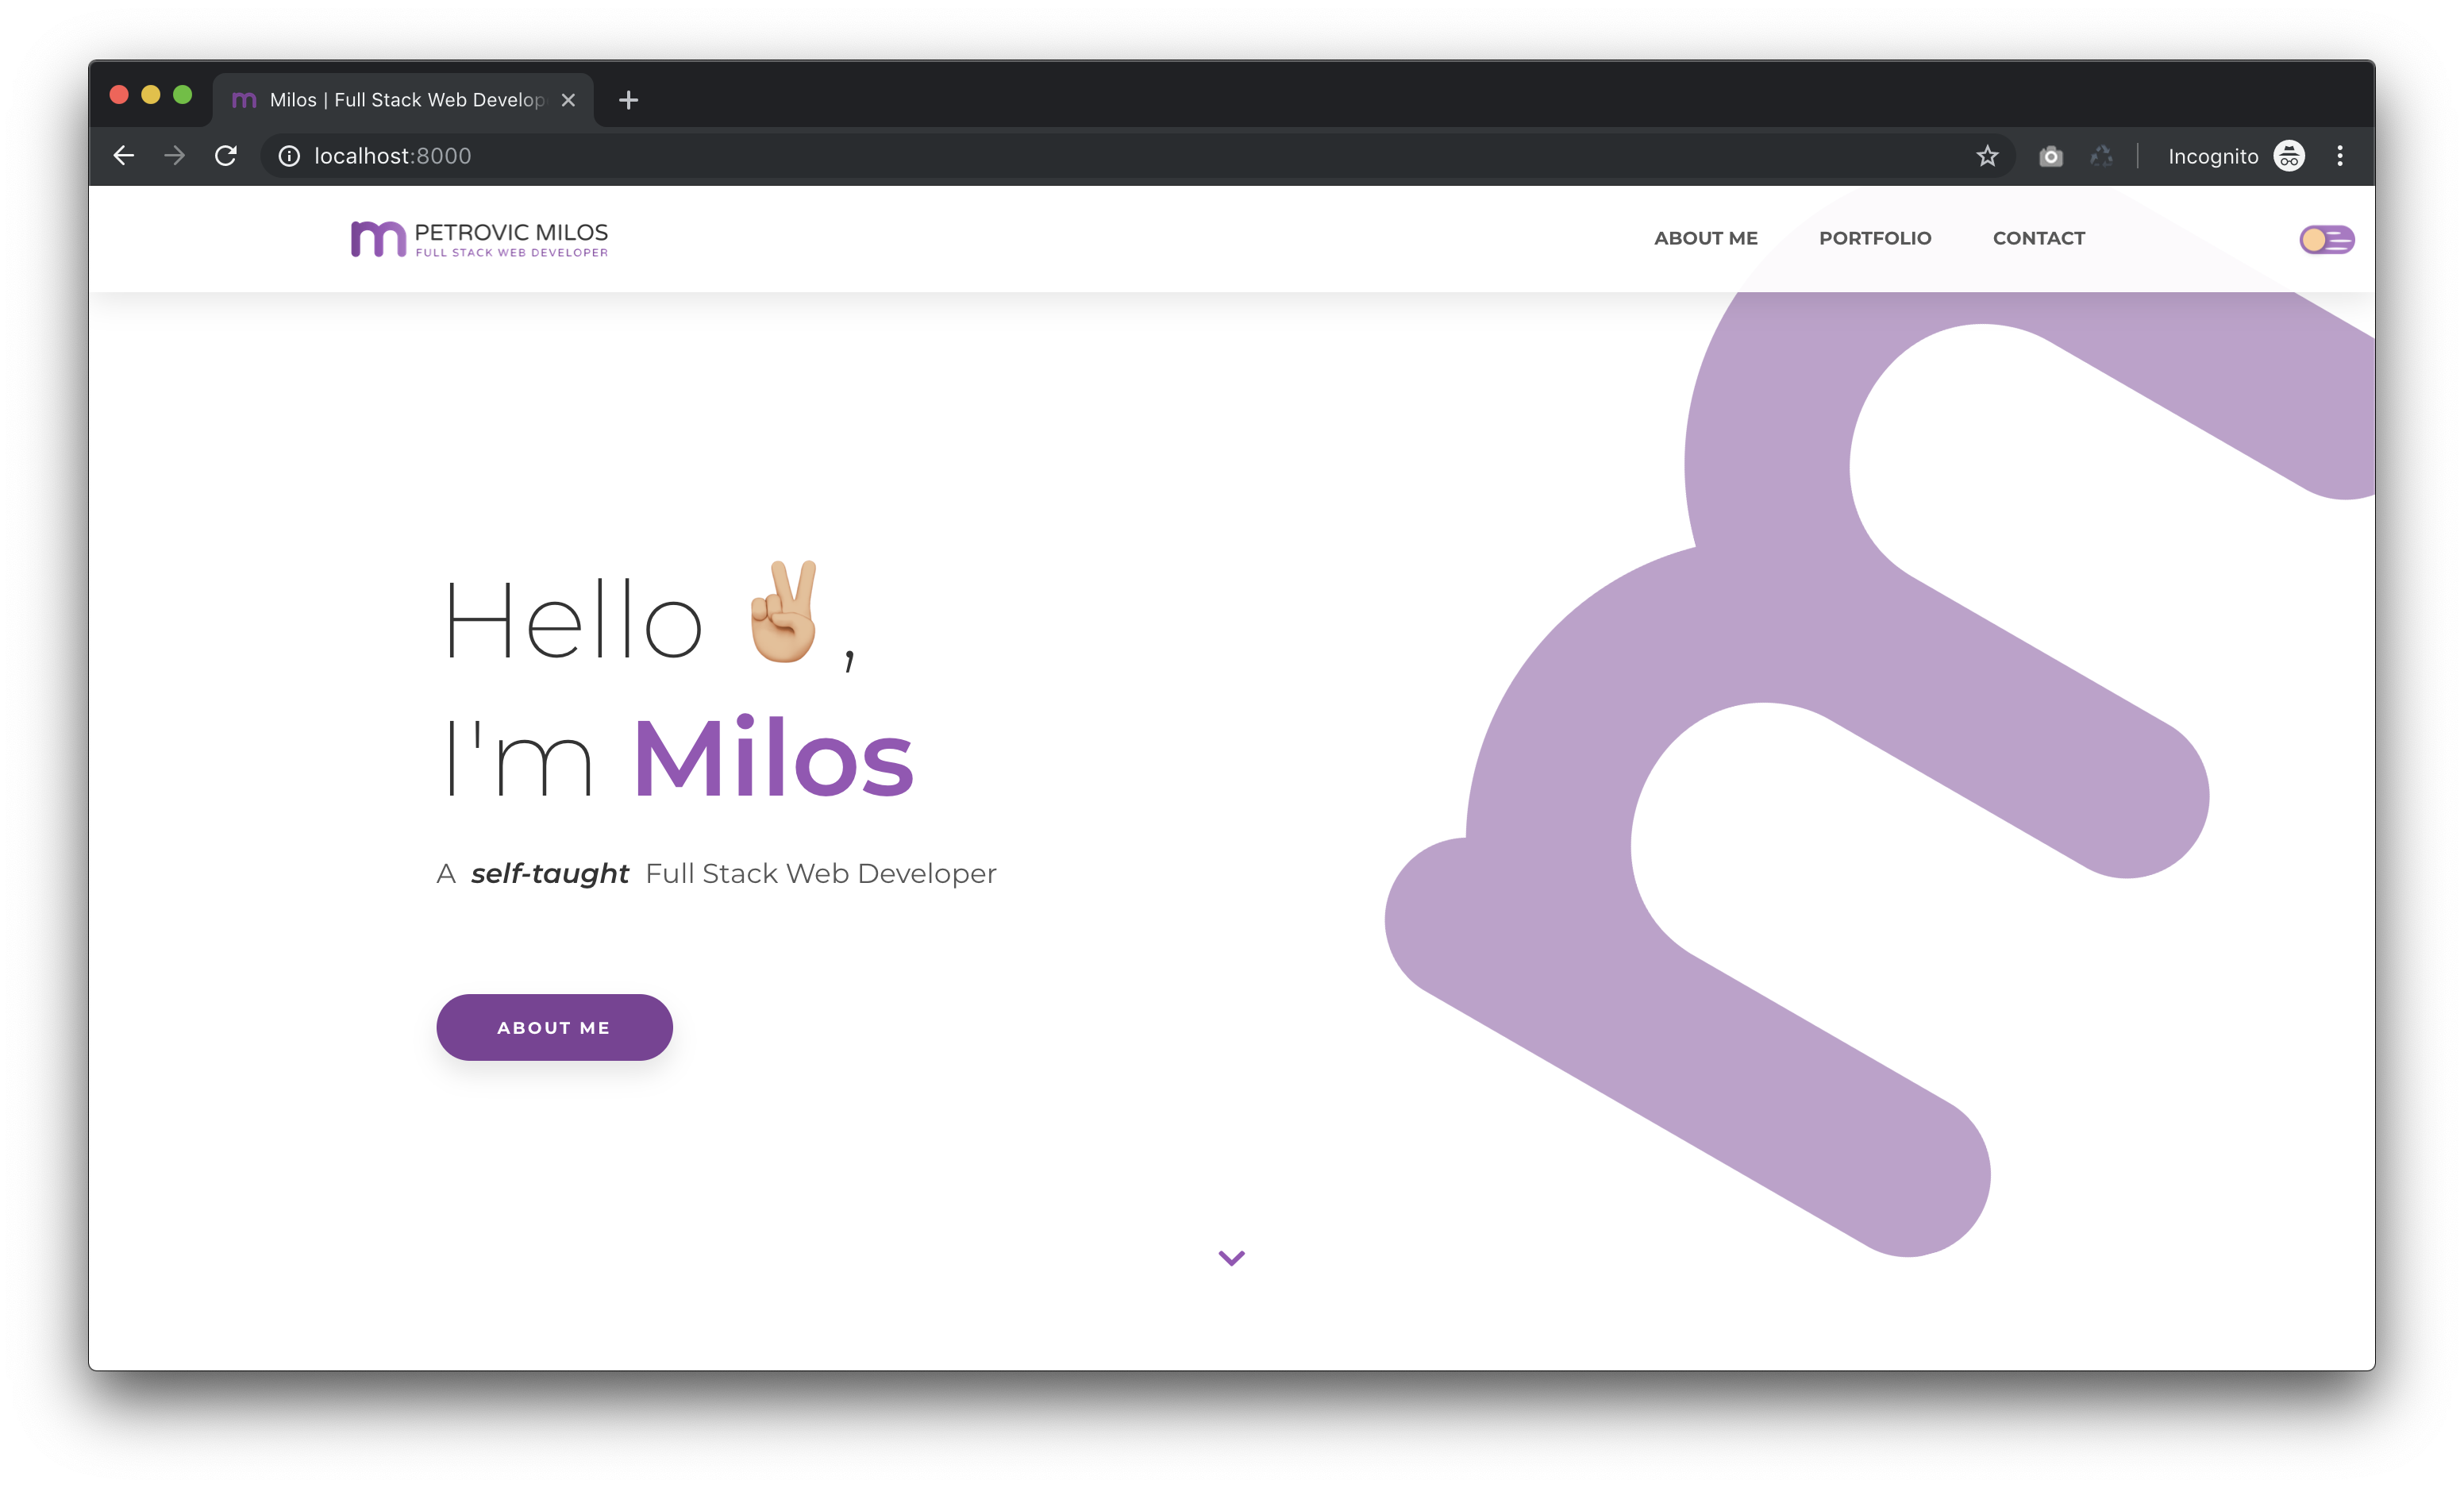 Milos | Full Stack Web Develop
localhost:8000
Incognito
m PETROVIC MILOS
FULL STACK WEB DEVELOPER
ABOUT ME PORTFOLIO CONTACT
Hello ✌🏼,
I'm Milos
A self-taught Full Stack Web Developer
ABOUT ME